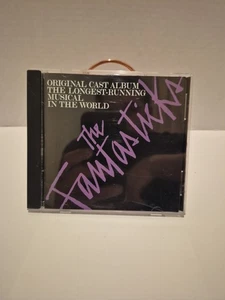 ORIGINAL CAST ALBUM
THE LONGEST-RUNNING
MUSICAL
IN THE WORLD
The
Fantasticks